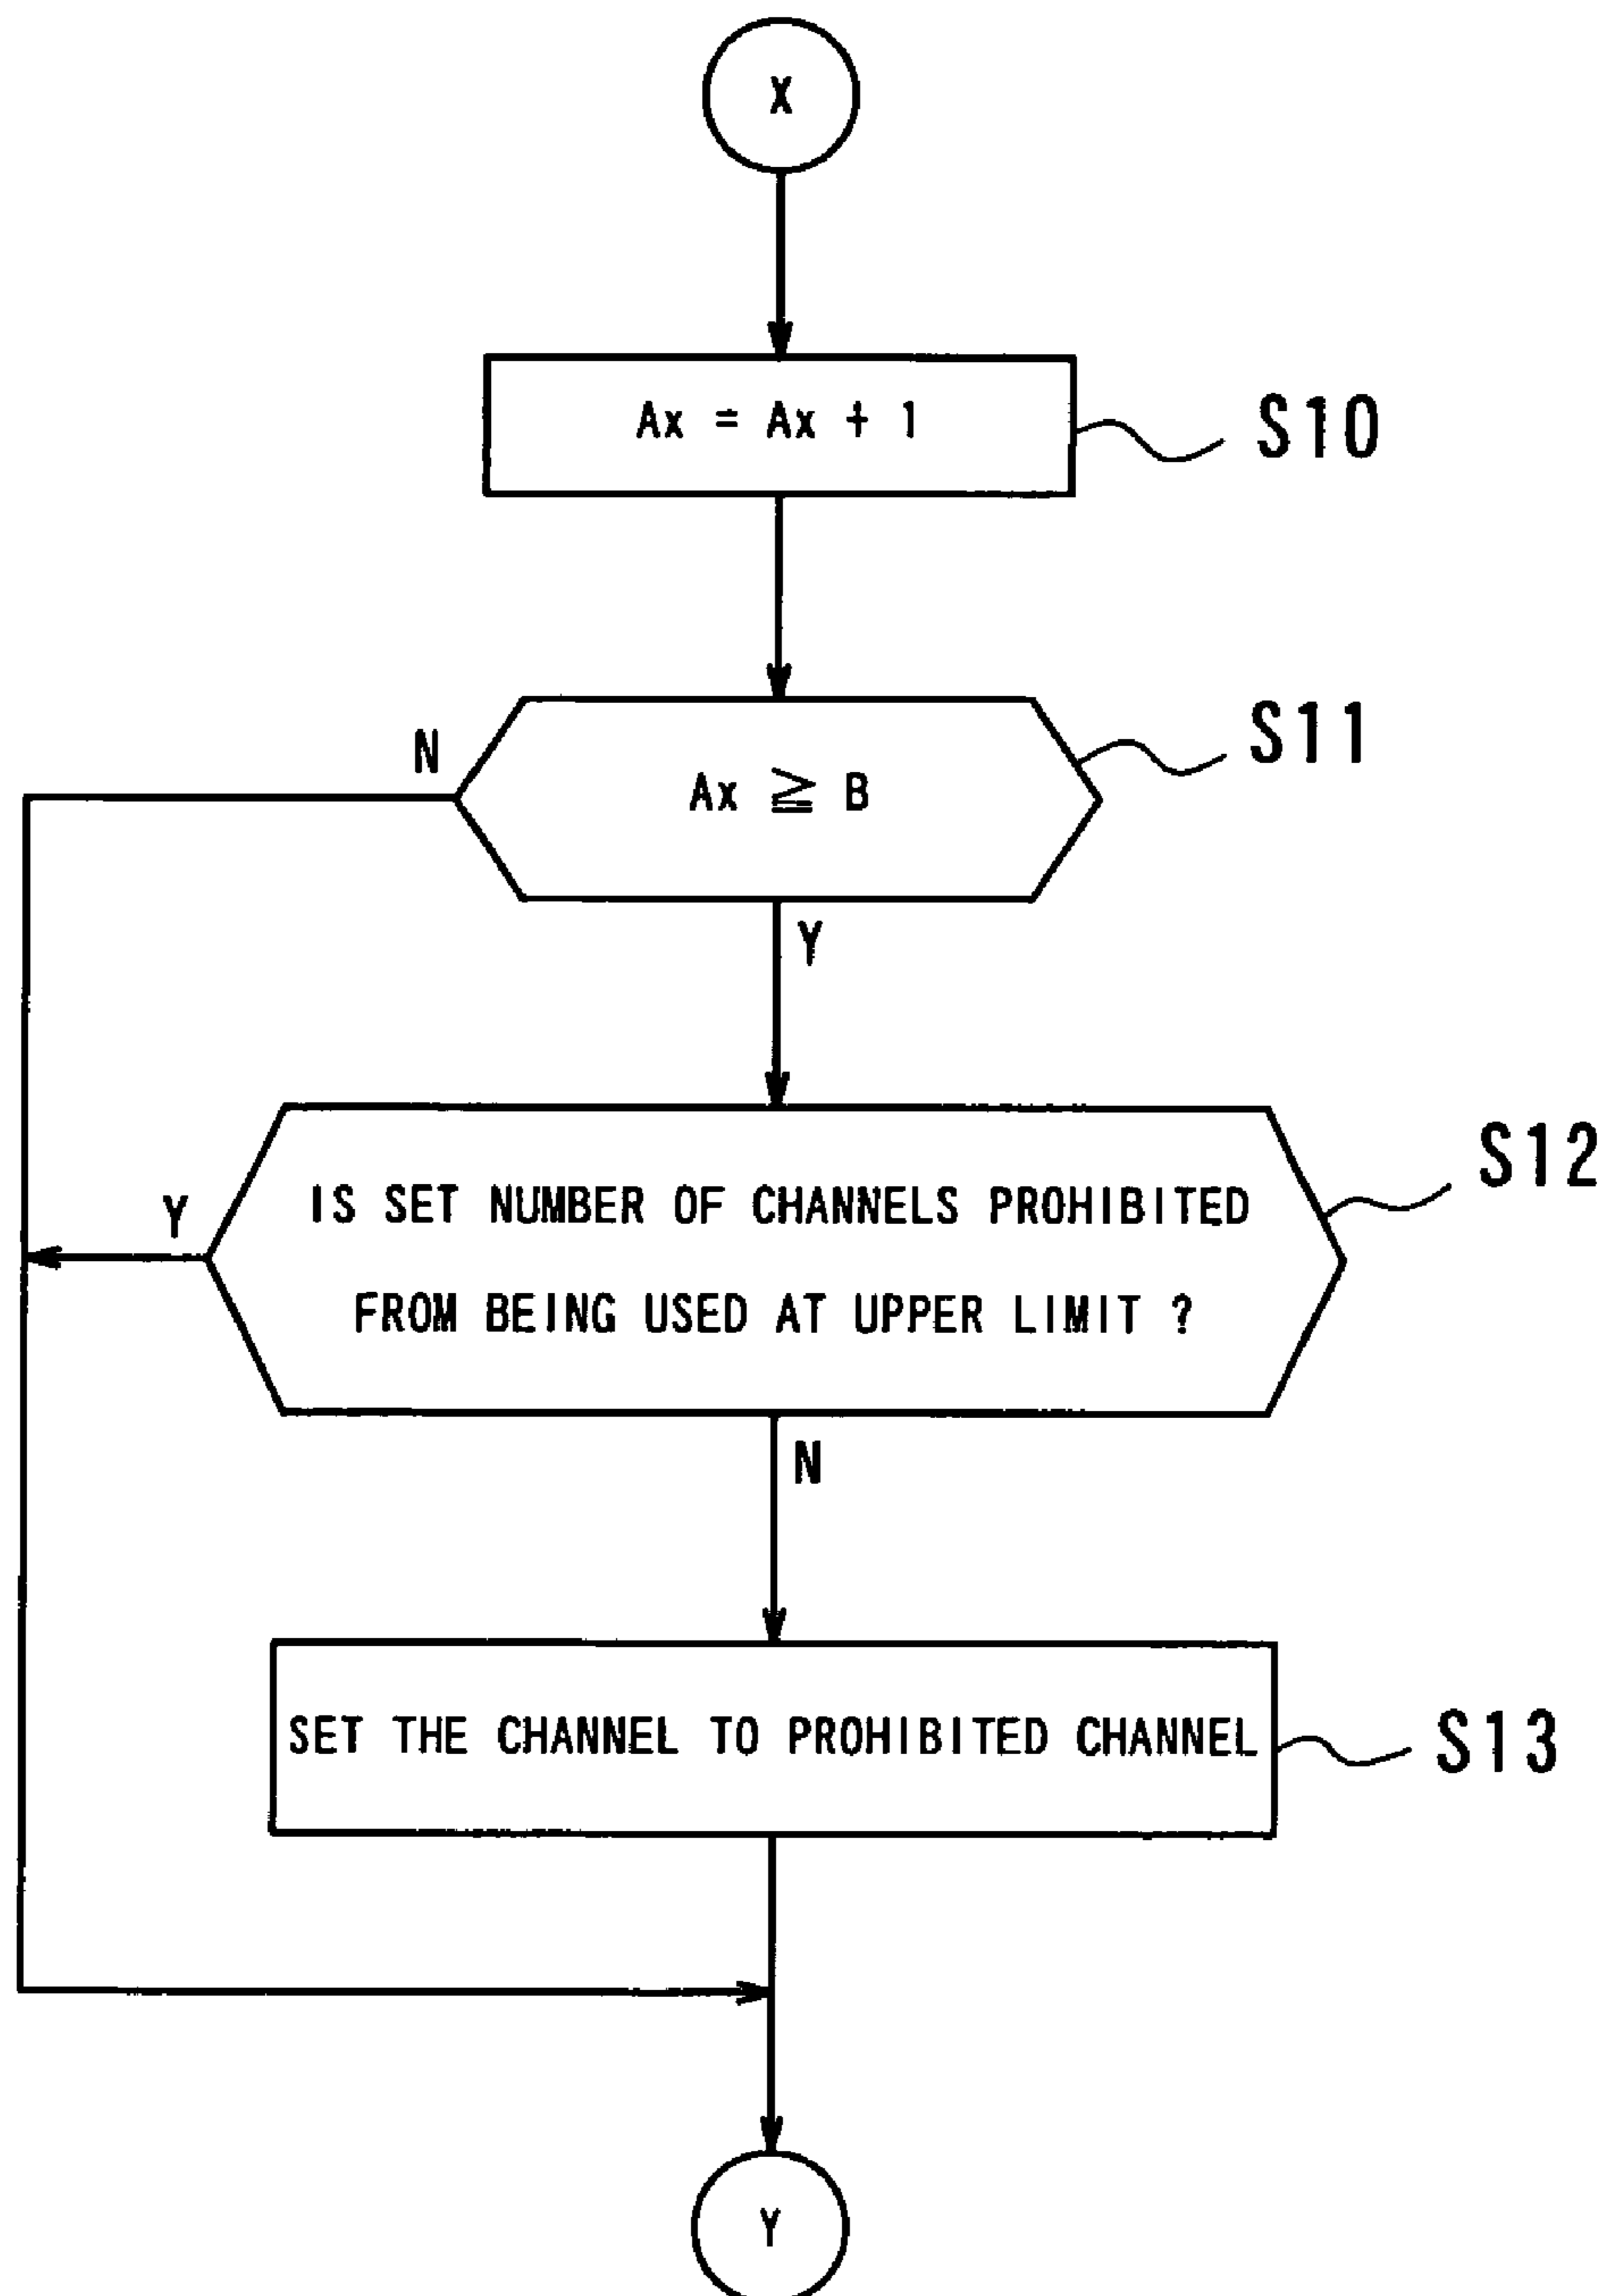 X
Ax = Ax + 1
S10
N
Ax ≧ B
S11
Y
Y
IS SET NUMBER OF CHANNELS PROHIBITED
FROM BEING USED AT UPPER LIMIT ?
S12
N
SET THE CHANNEL TO PROHIBITED CHANNEL
S13
Y